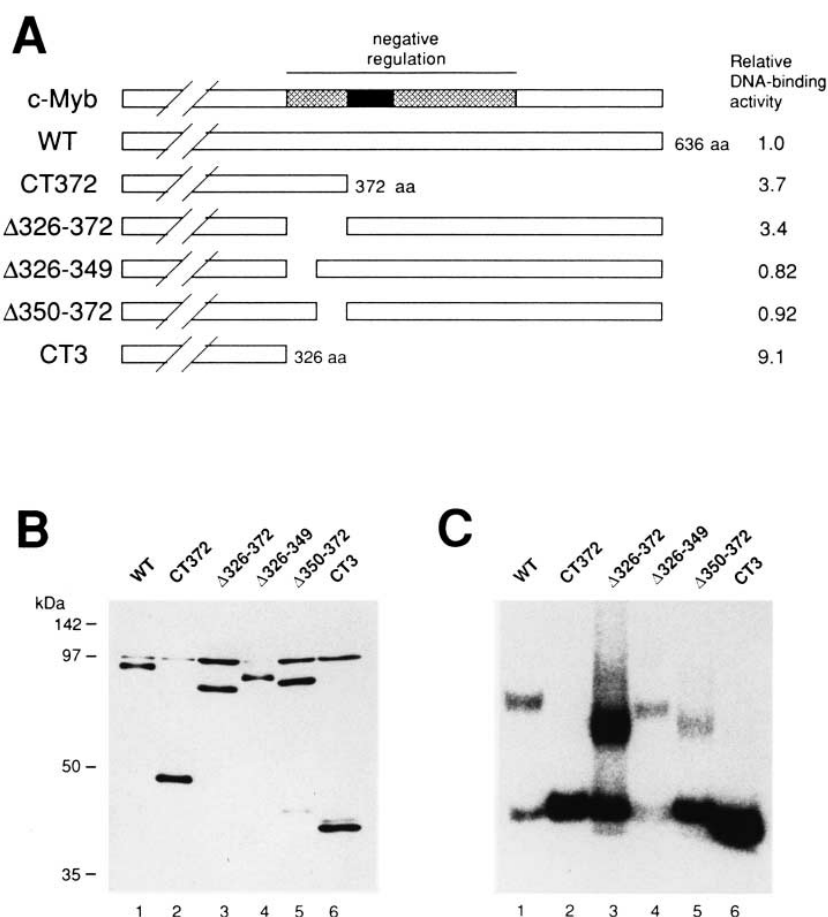 A
negative
regulation
Relative
DNA-binding
activity
c-Myb
WT 636 aa 1.0
CT372 372 aa 3.7
Δ326-372 3.4
Δ326-349 0.82
Δ350-372 0.92
CT3 326 aa 9.1
B
WT CT372 Δ326-372 Δ326-349 Δ350-372 CT3
kDa
142
97
50
35
1 2 3 4 5 6
C
WT CT372 Δ326-372 Δ326-349 Δ350-372 CT3
1 2 3 4 5 6